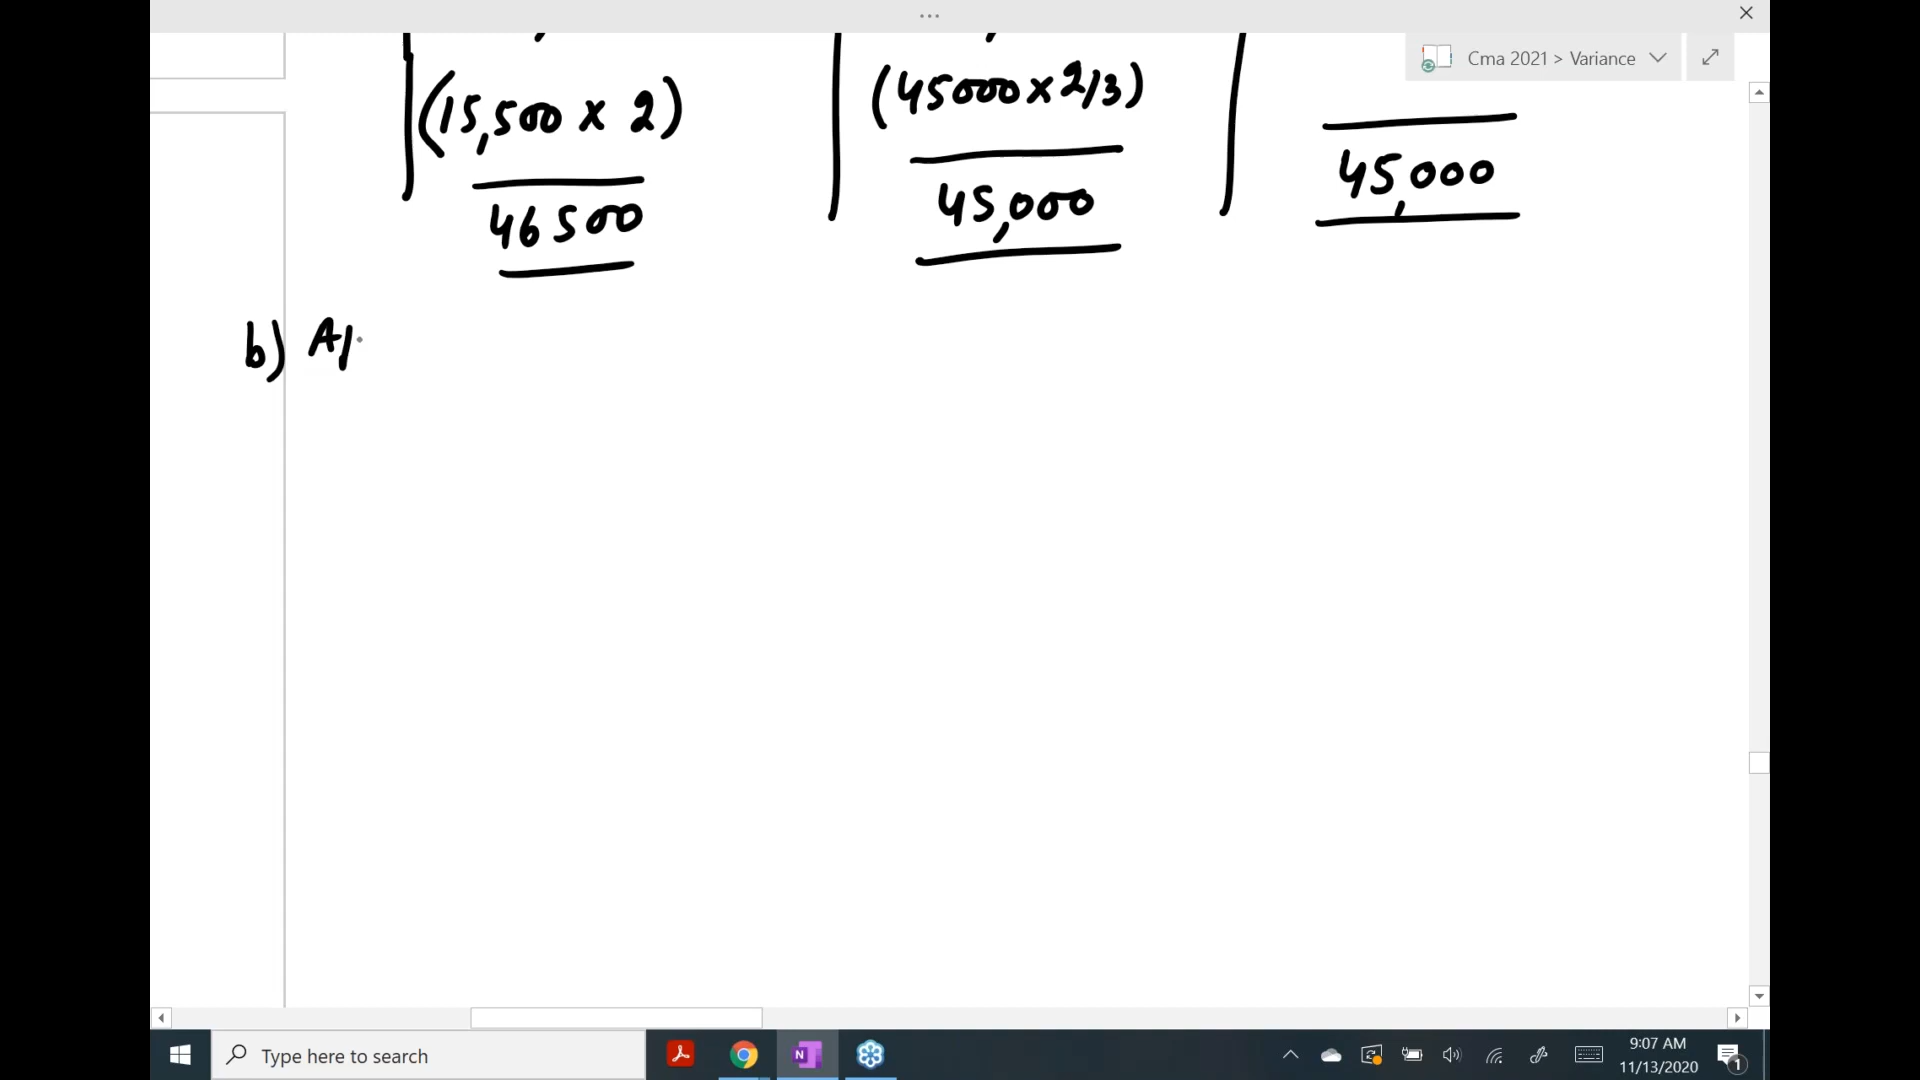 Cma 2021 > Variance
(15,500 x 2)
(45000 x 2/3)
46500
45,000
45,000
b) A
Type here to search
N
9:07 AM
11/13/2020
1